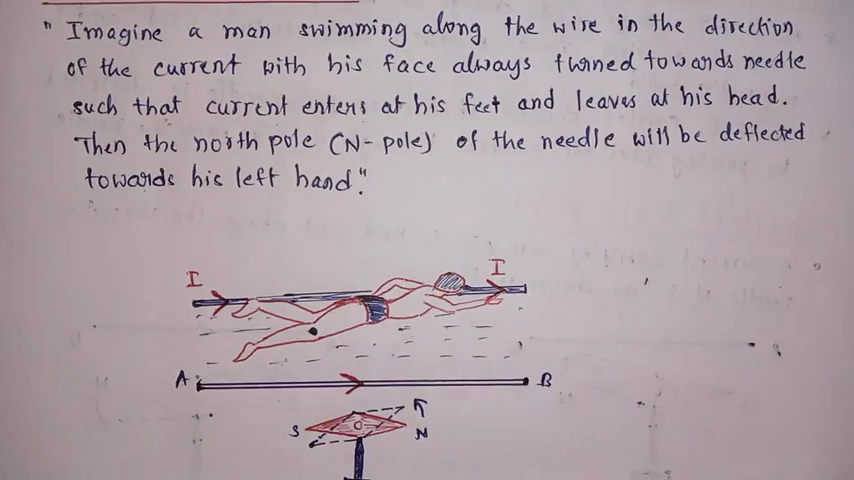 " Imagine a man swimming along the wire in the direction
of the current with his face always turned towards needle
such that current enters at his feet and leaves at his head.
Then the north pole (N-pole) of the needle will be deflected
towards his left hand".
I I
A B
S N